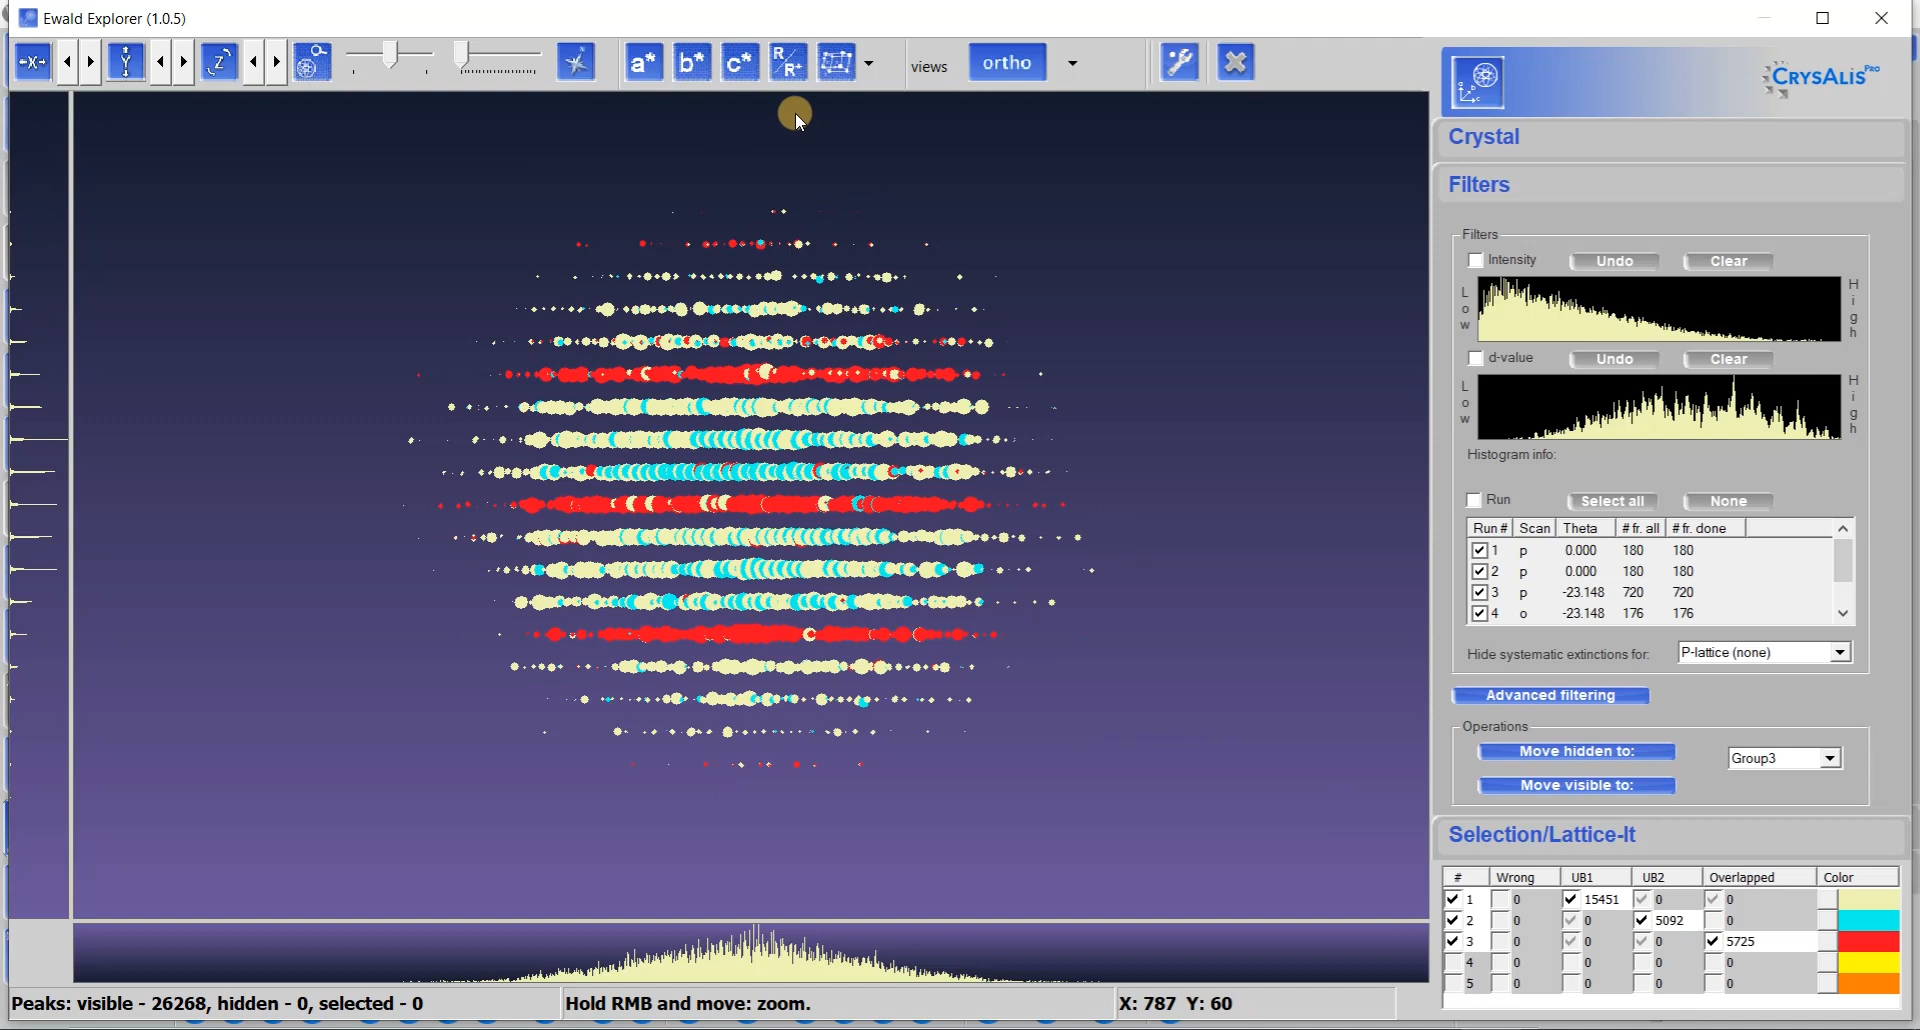 Ewald Explorer (1.0.5)
X Y Z a* b* c* R/R* views ortho
CRYSALIS PRO
Crystal
Filters
Filters
Intensity Undo Clear
Low High
d-value Undo Clear
Low High
Histogram info:
Run Select all None
Run # Scan Theta # fr. all # fr. done
1 p 0.000 180 180
2 p 0.000 180 180
3 p -23.148 720 720
4 o -23.148 176 176
Hide systematic extinctions for: P-lattice (none)
Advanced filtering
Operations
Move hidden to: Group3
Move visible to:
Selection/Lattice-It
# Wrong UB1 UB2 Overlapped Color
1 0 15451 0 0
2 0 0 5092 0
3 0 0 0 5725
4 0 0 0 0
5 0 0 0 0
Peaks: visible - 26268, hidden - 0, selected - 0 Hold RMB and move: zoom. X: 787 Y: 60